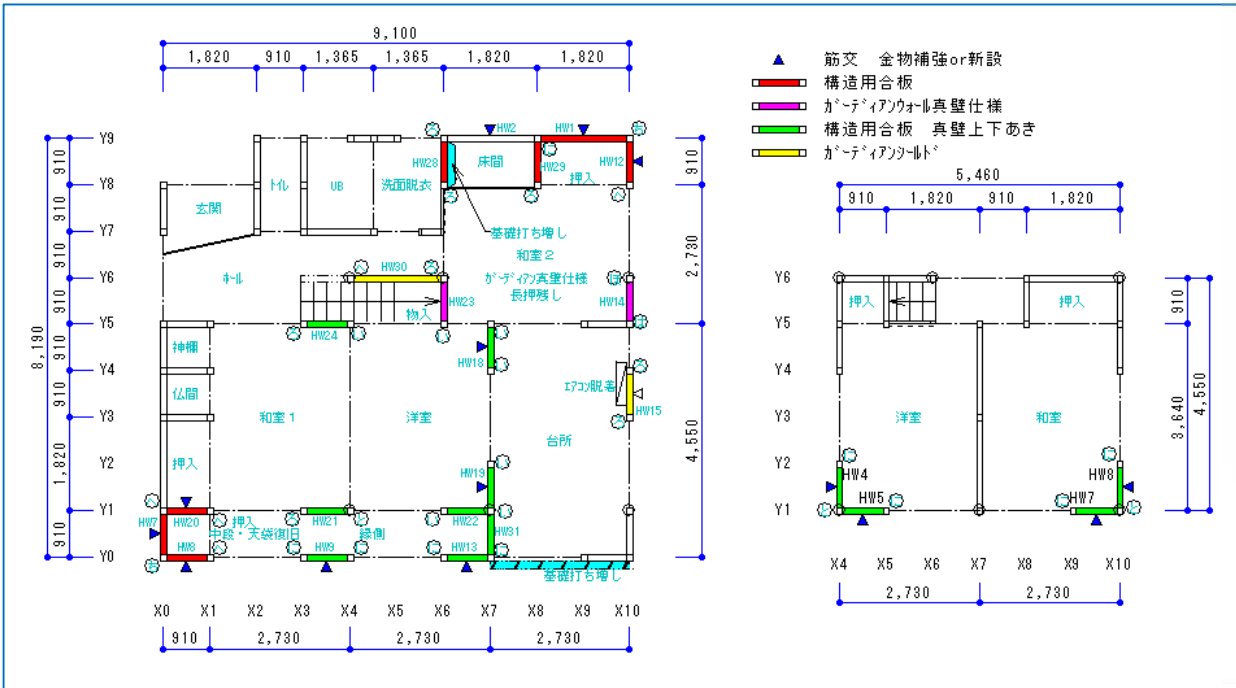 9,100
1,820 910 1,365 1,365 1,820 1,820
▲ 筋交 金物補強or新設
構造用合板
ｶﾞｰﾃﾞｨｱﾝｳｫｰﾙ真壁仕様
構造用合板 真壁上下あき
ｶﾞｰﾃﾞｨｱﾝｼｰﾙﾄﾞ
Y9 HW2 HW1 ち
910 HW28 床間 HW29 HW12 910
ﾄｲﾚ UB 洗面脱衣 押入
Y8
910 玄関
Y7 基礎打ち増し
和室2 2,730
910 ﾎｰﾙ
Y6 HW30 ｶﾞｰﾃﾞｨｱﾝ真壁仕様 ほ
長押残し
910 HW23 HW14
物入
Y5 ほ
8,190
HW24
910 神棚 HW18
Y4 ｴｱｺﾝ脱着
910 仏間 HW15
Y3 和室1 洋室 台所 4,550
1,820
Y2 押入 HW19
Y1
HW7 HW20 押入 HW21 HW22
910 中段・天袋復旧 縁側 HW31
HW8 HW9 HW13
Y0
ち 基礎打ち増し
X0 X1 X2 X3 X4 X5 X6 X7 X8 X9 X10
910 2,730 2,730 2,730
5,460
910 1,820 910 1,820
Y6
押入 押入 910
Y5
Y4
Y3 洋室 和室 3,640 4,550
Y2
HW4 HW8
HW5 HW7
Y1
X4 X5 X6 X7 X8 X9 X10
2,730 2,730